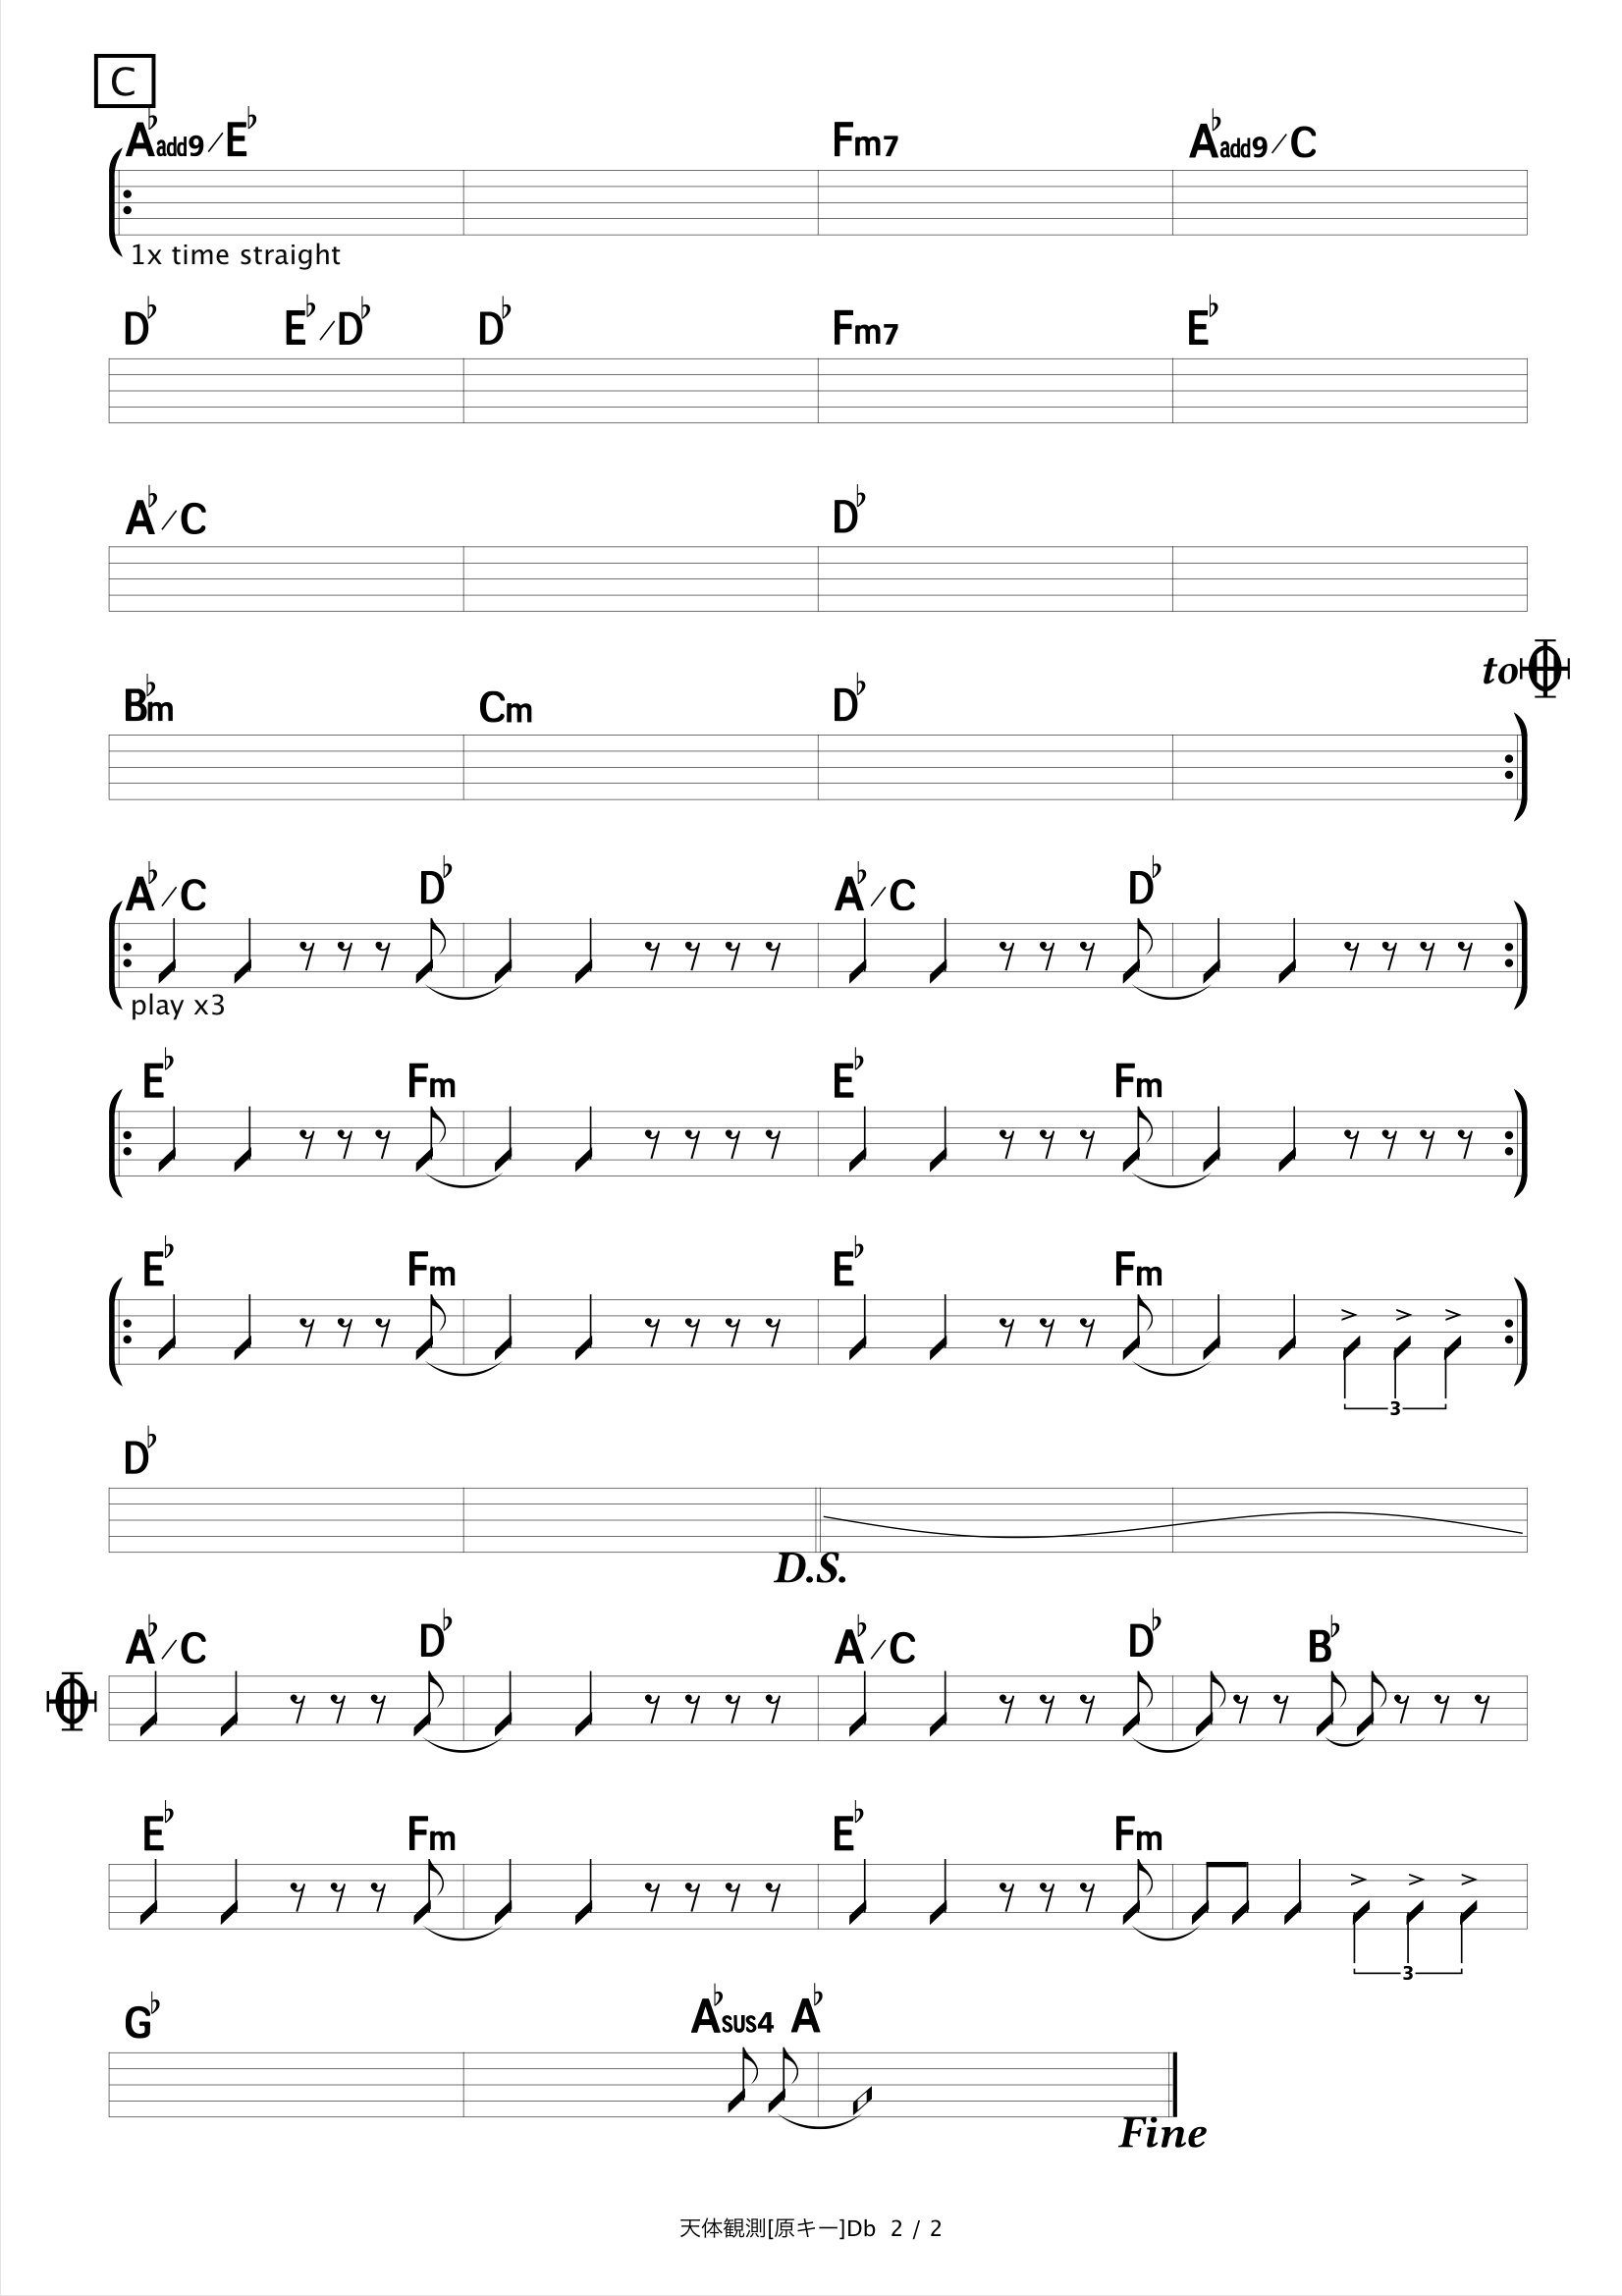 C
A♭add9/E♭ Fm7 A♭add9/C
1x time straight
D♭ E♭/D♭ D♭ Fm7 E♭
A♭/C D♭
to
B♭m Cm D♭
A♭/C D♭ A♭/C D♭
play x3
E♭ Fm E♭ Fm
E♭ Fm E♭ Fm
3
D♭
D.S.
A♭/C D♭ A♭/C D♭ B♭
E♭ Fm E♭ Fm
3
G♭ A♭sus4 A♭
Fine
天体観測[原キー]Db 2 / 2